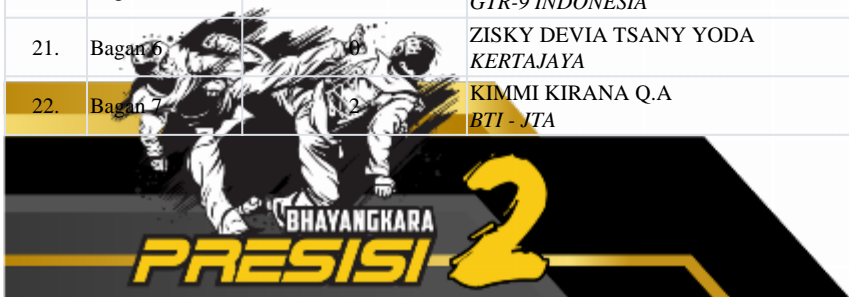 GTR-9 INDONESIA
21. Bagan 6 0 ZISKY DEVIA TSANY YODA
KERTAJAYA
22. Bagan 7 2 KIMMI KIRANA Q.A
BTI - JTA
BHAYANGKARA
PRESISI 2